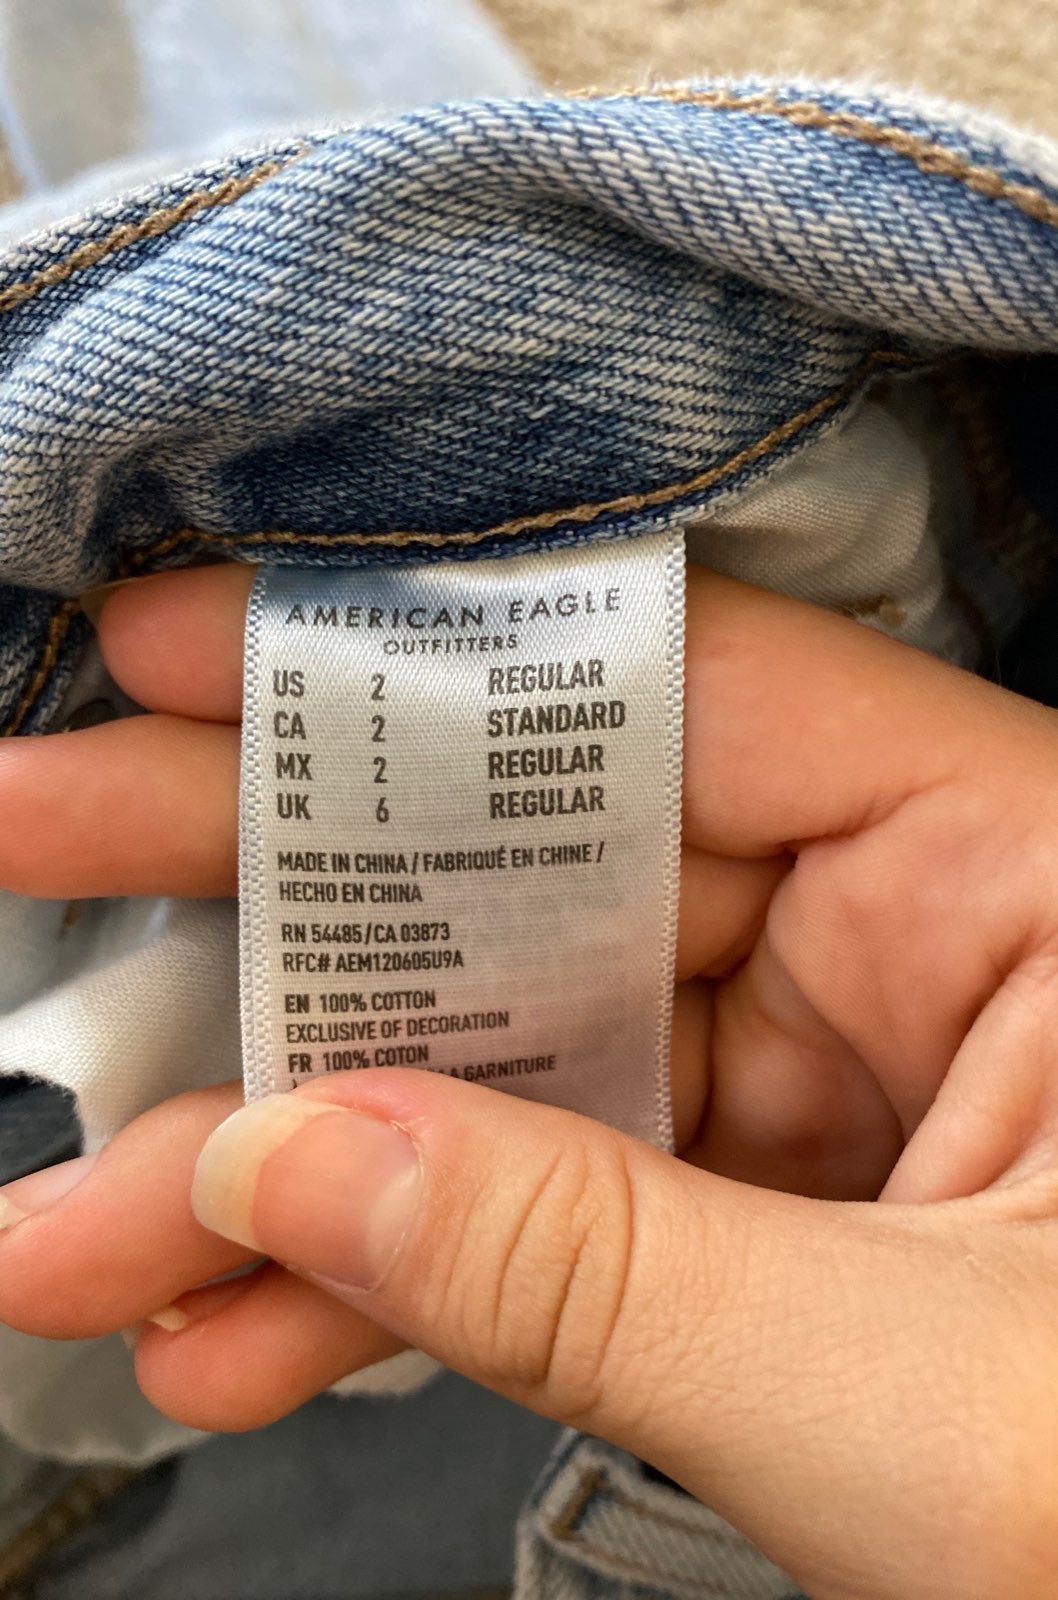 AMERICAN EAGLE
OUTFITTERS
US 2 REGULAR
CA 2 STANDARD
MX 2 REGULAR
UK 6 REGULAR
MADE IN CHINA / FABRIQUÉ EN CHINE /
HECHO EN CHINA
RN 54485/CA 03873
RFC# AEM120605U9A
EN 100% COTTON
EXCLUSIVE OF DECORATION
FR 100% COTON
GARNITURE